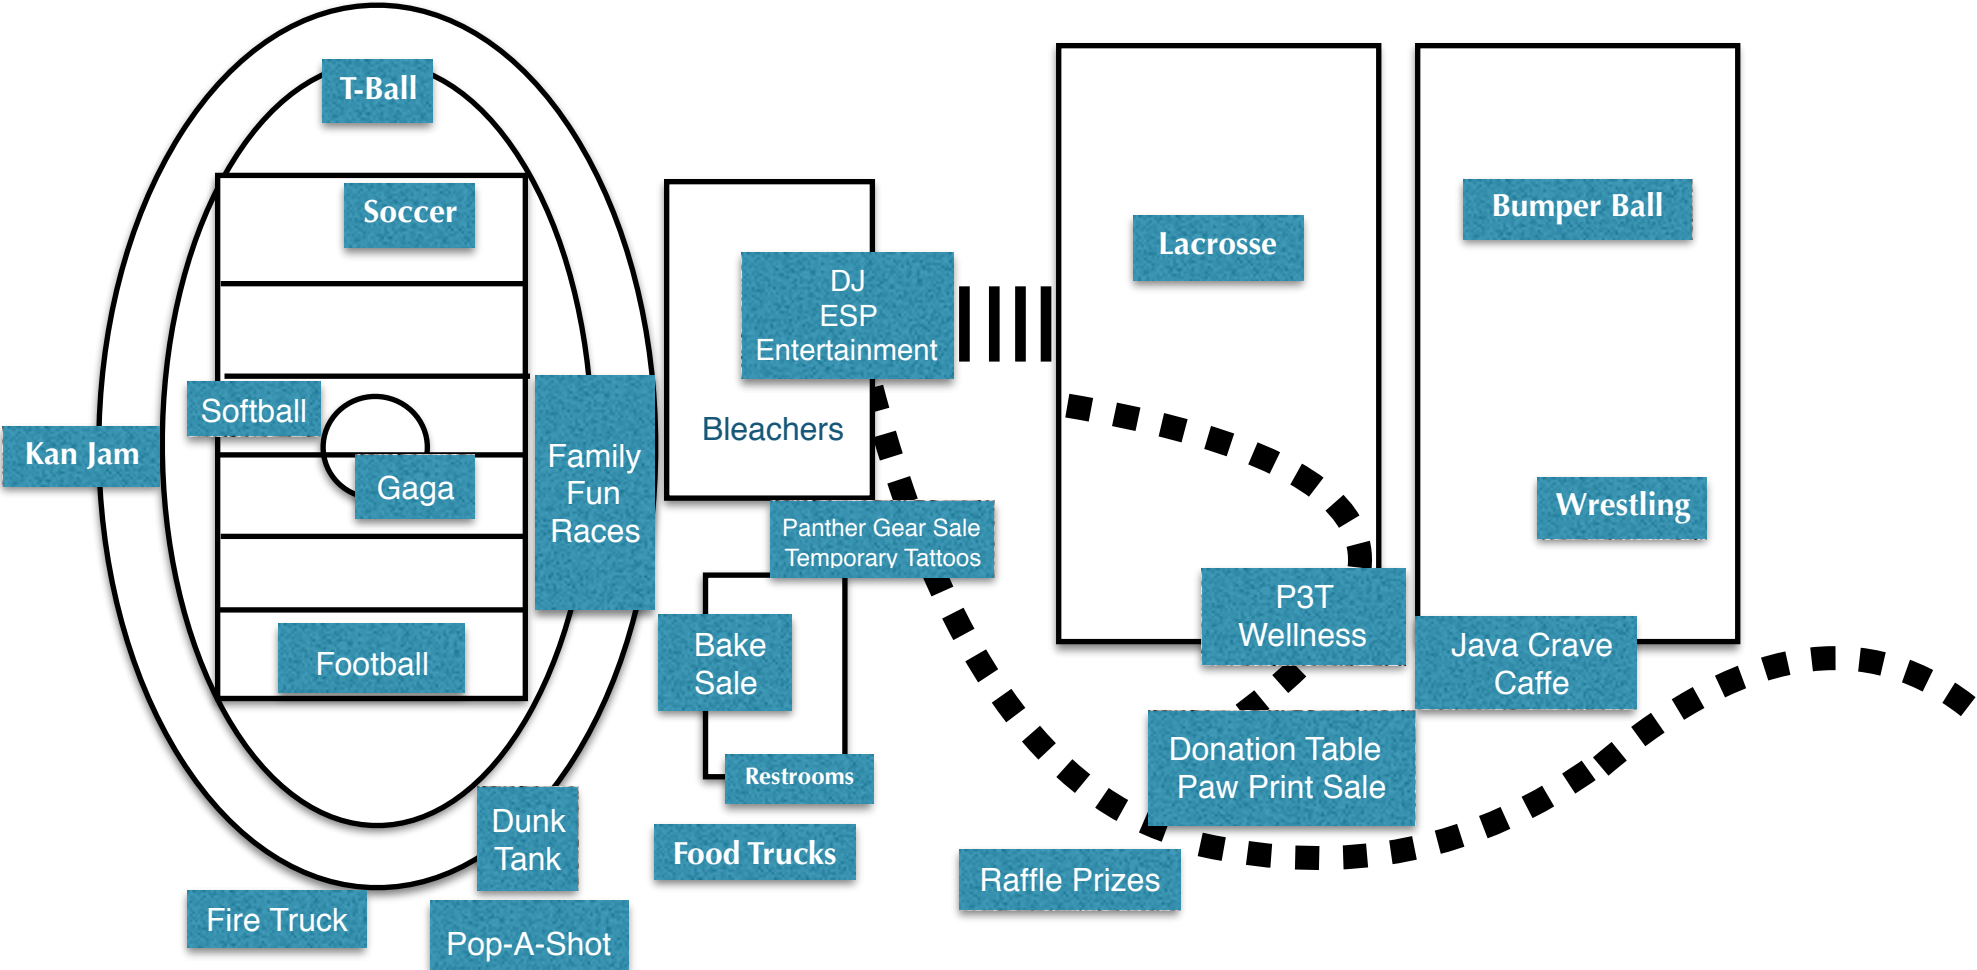 T-Ball
Soccer
Softball
Kan Jam
Gaga
Football
Family
Fun
Races
DJ
ESP
Entertainment
Bleachers
Panther Gear Sale
Temporary Tattoos
Bake
Sale
Restrooms
Food Trucks
Dunk
Tank
Fire Truck
Pop-A-Shot
Lacrosse
Bumper Ball
Wrestling
P3T
Wellness
Java Crave
Caffe
Donation Table
Paw Print Sale
Raffle Prizes